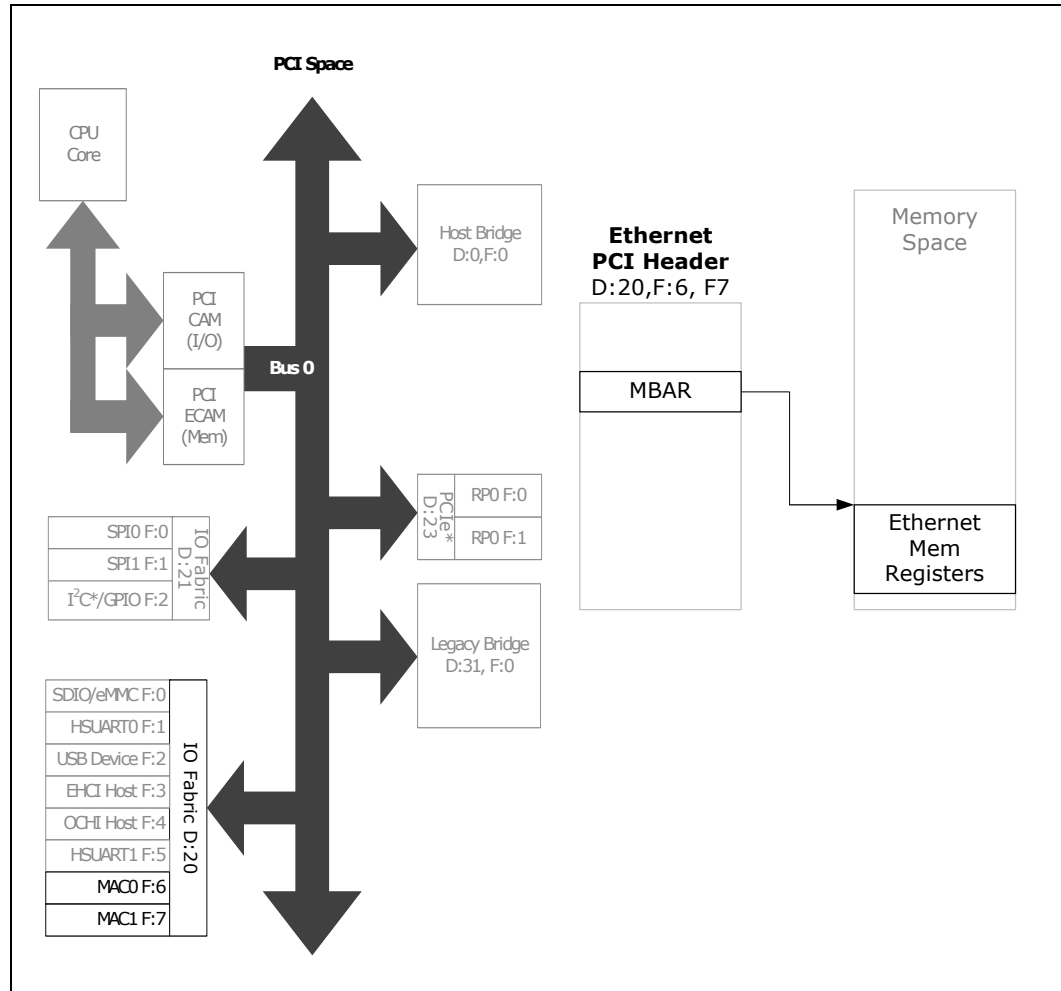 PCI Space
CPU
Core
PCI
CAM
(I/O)
PCI
ECAM
(Mem)
Bus 0
Host Bridge
D:0,F:0
Ethernet
PCI Header
D:20,F:6, F7
MBAR
Memory
Space
Ethernet
Mem
Registers
SPI0 F:0
SPI1 F:1
I²C*/GPIO F:2
IO Fabric
D:21
PCIe*
D:23
RP0 F:0
RP0 F:1
Legacy Bridge
D:31, F:0
SDIO/eMMC F:0
HSUART0 F:1
USB Device F:2
EHCI Host F:3
OCHI Host F:4
HSUART1 F:5
MAC0 F:6
MAC1 F:7
IO Fabric D:20